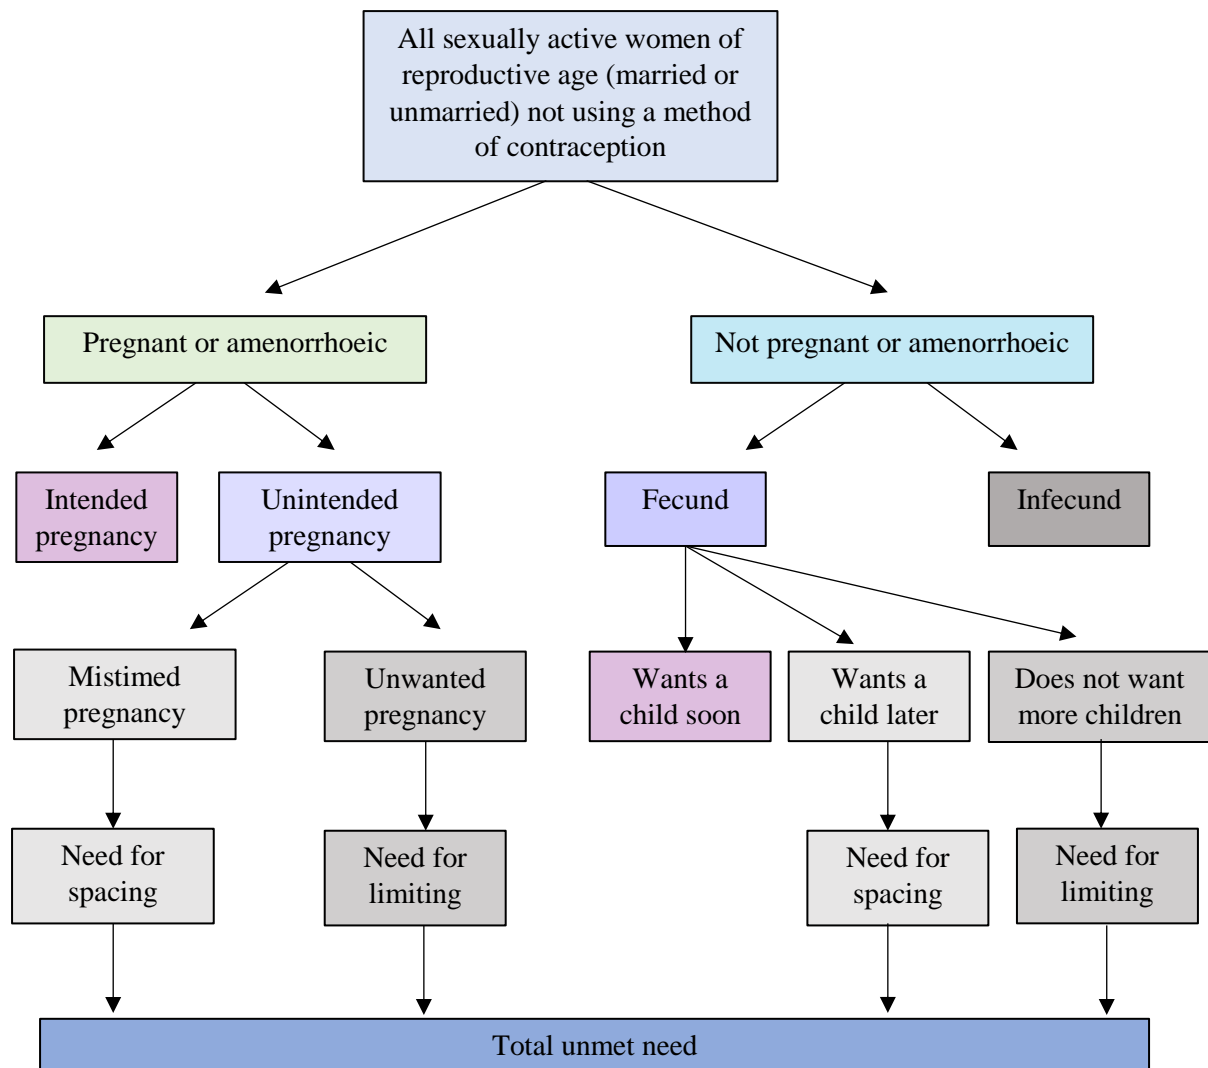 All sexually active women of
reproductive age (married or
unmarried) not using a method
of contraception
Pregnant or amenorrhoeic
Not pregnant or amenorrhoeic
Intended
pregnancy
Unintended
pregnancy
Fecund
Infecund
Mistimed
pregnancy
Unwanted
pregnancy
Wants a
child soon
Wants a
child later
Does not want
more children
Need for
spacing
Need for
limiting
Need for
spacing
Need for
limiting
Total unmet need